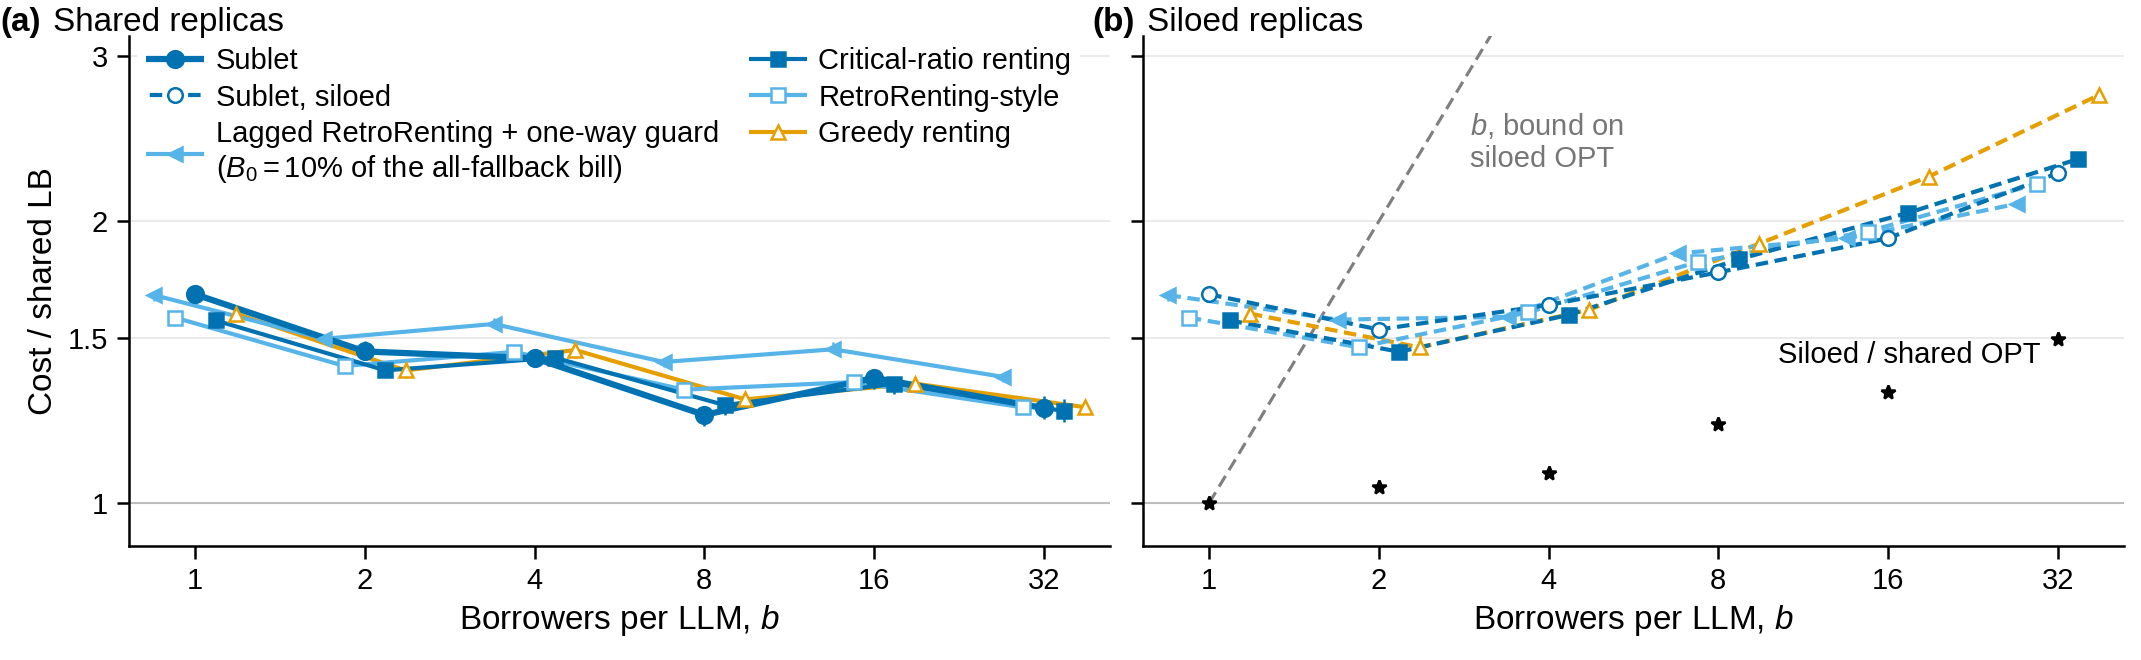 (a) Shared replicas
Sublet
Sublet, siloed
Lagged RetroRenting + one-way guard
(B₀ = 10% of the all-fallback bill)
Critical-ratio renting
RetroRenting-style
Greedy renting
Cost / shared LB
3
2
1.5
1
1 2 4 8 16 32
Borrowers per LLM, b
(b) Siloed replicas
b, bound on
siloed OPT
Siloed / shared OPT
1 2 4 8 16 32
Borrowers per LLM, b